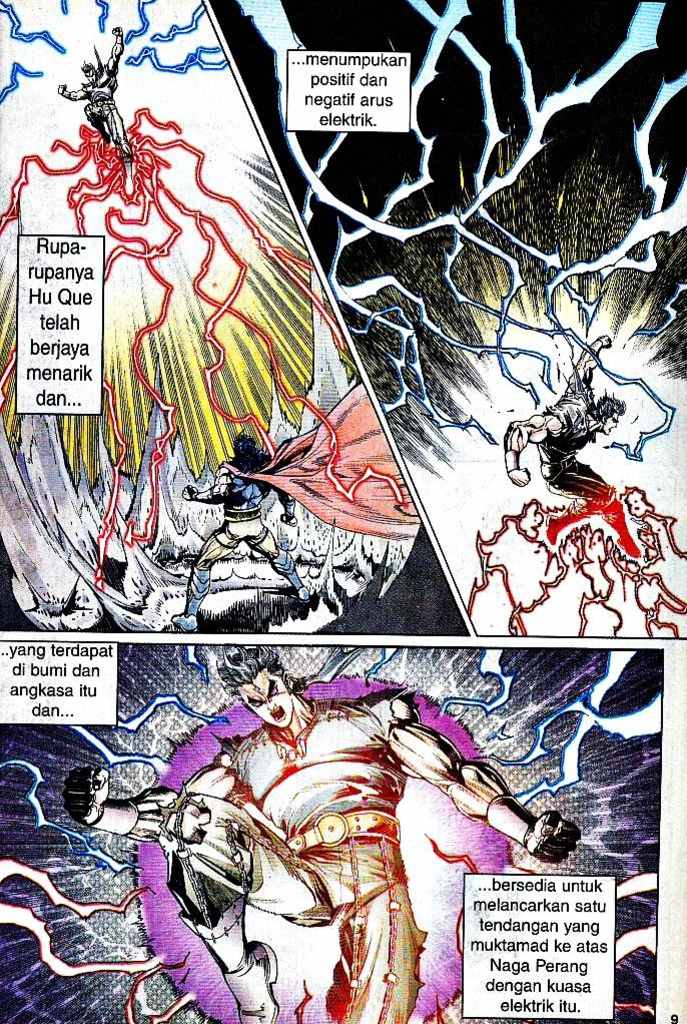 Rupa-
rupanya
Hu Que
telah
berjaya
menarik
dan...
...menumpukan
positif dan
negatif arus
elektrik.
..yang terdapat
di bumi dan
angkasa itu
dan...
...bersedia untuk
melancarkan satu
tendangan yang
muktamad ke atas
Naga Perang
dengan kuasa
elektrik itu.
9